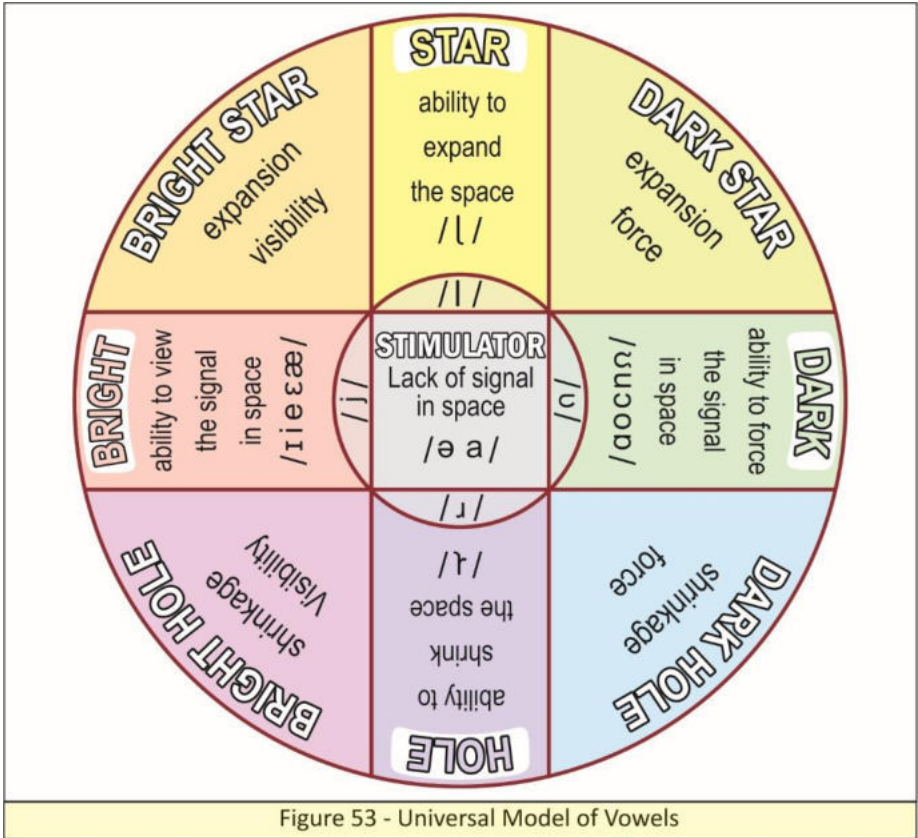 STAR
ability to
expand
the space
/ɭ/
/l/
BRIGHT STAR
expansion
visibility
DARK STAR
expansion
force
BRIGHT
ability to view
the signal
in space
/ɪ i e ɛ æ/
/j/
STIMULATOR
Lack of signal
in space
/ə a/
/ʋ/
DARK
ability to force
the signal
in space
/r/
HOLE
ability to
shrink
the space
BRIGHT HOLE
shrinkage
Visibility
DARK HOLE
shrinkage
force
Figure 53 - Universal Model of Vowels